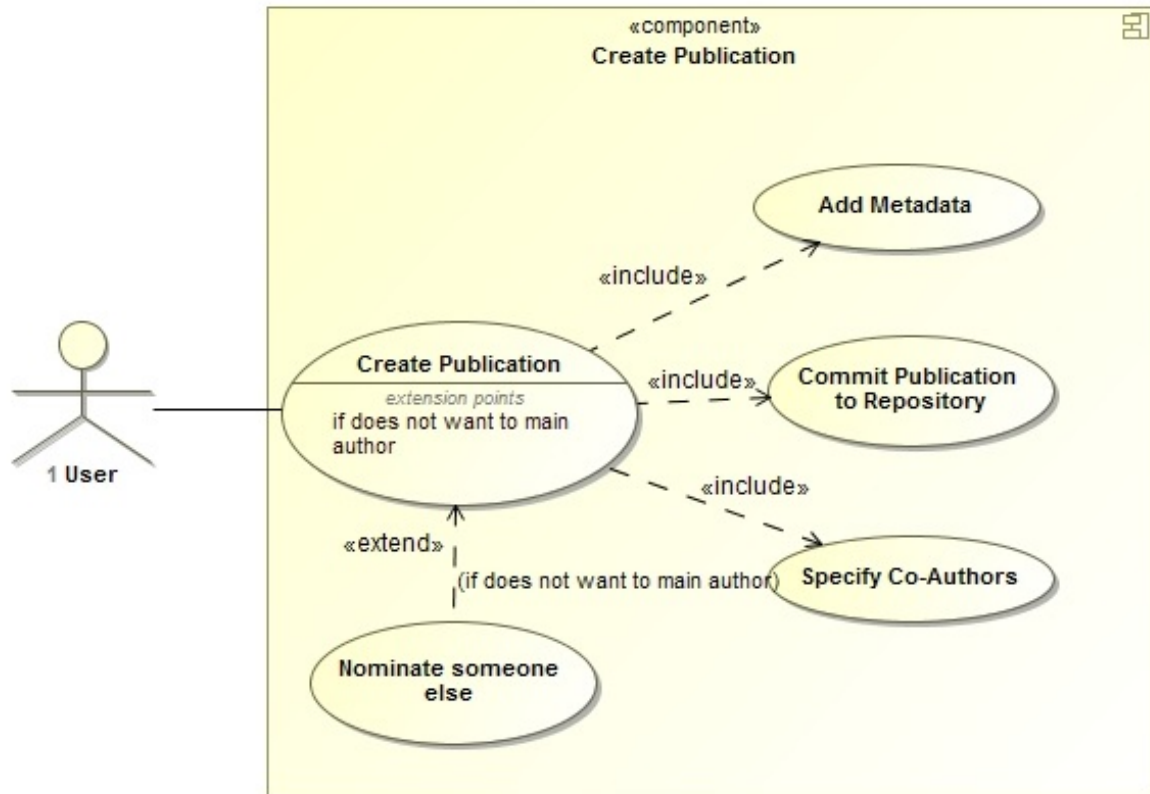 «component»
Create Publication
Add Metadata
«include»
Create Publication
extension points
if does not want to main
author
«include»
Commit Publication
to Repository
1 User
«include»
«extend»
(if does not want to main author)
Specify Co-Authors
Nominate someone
else